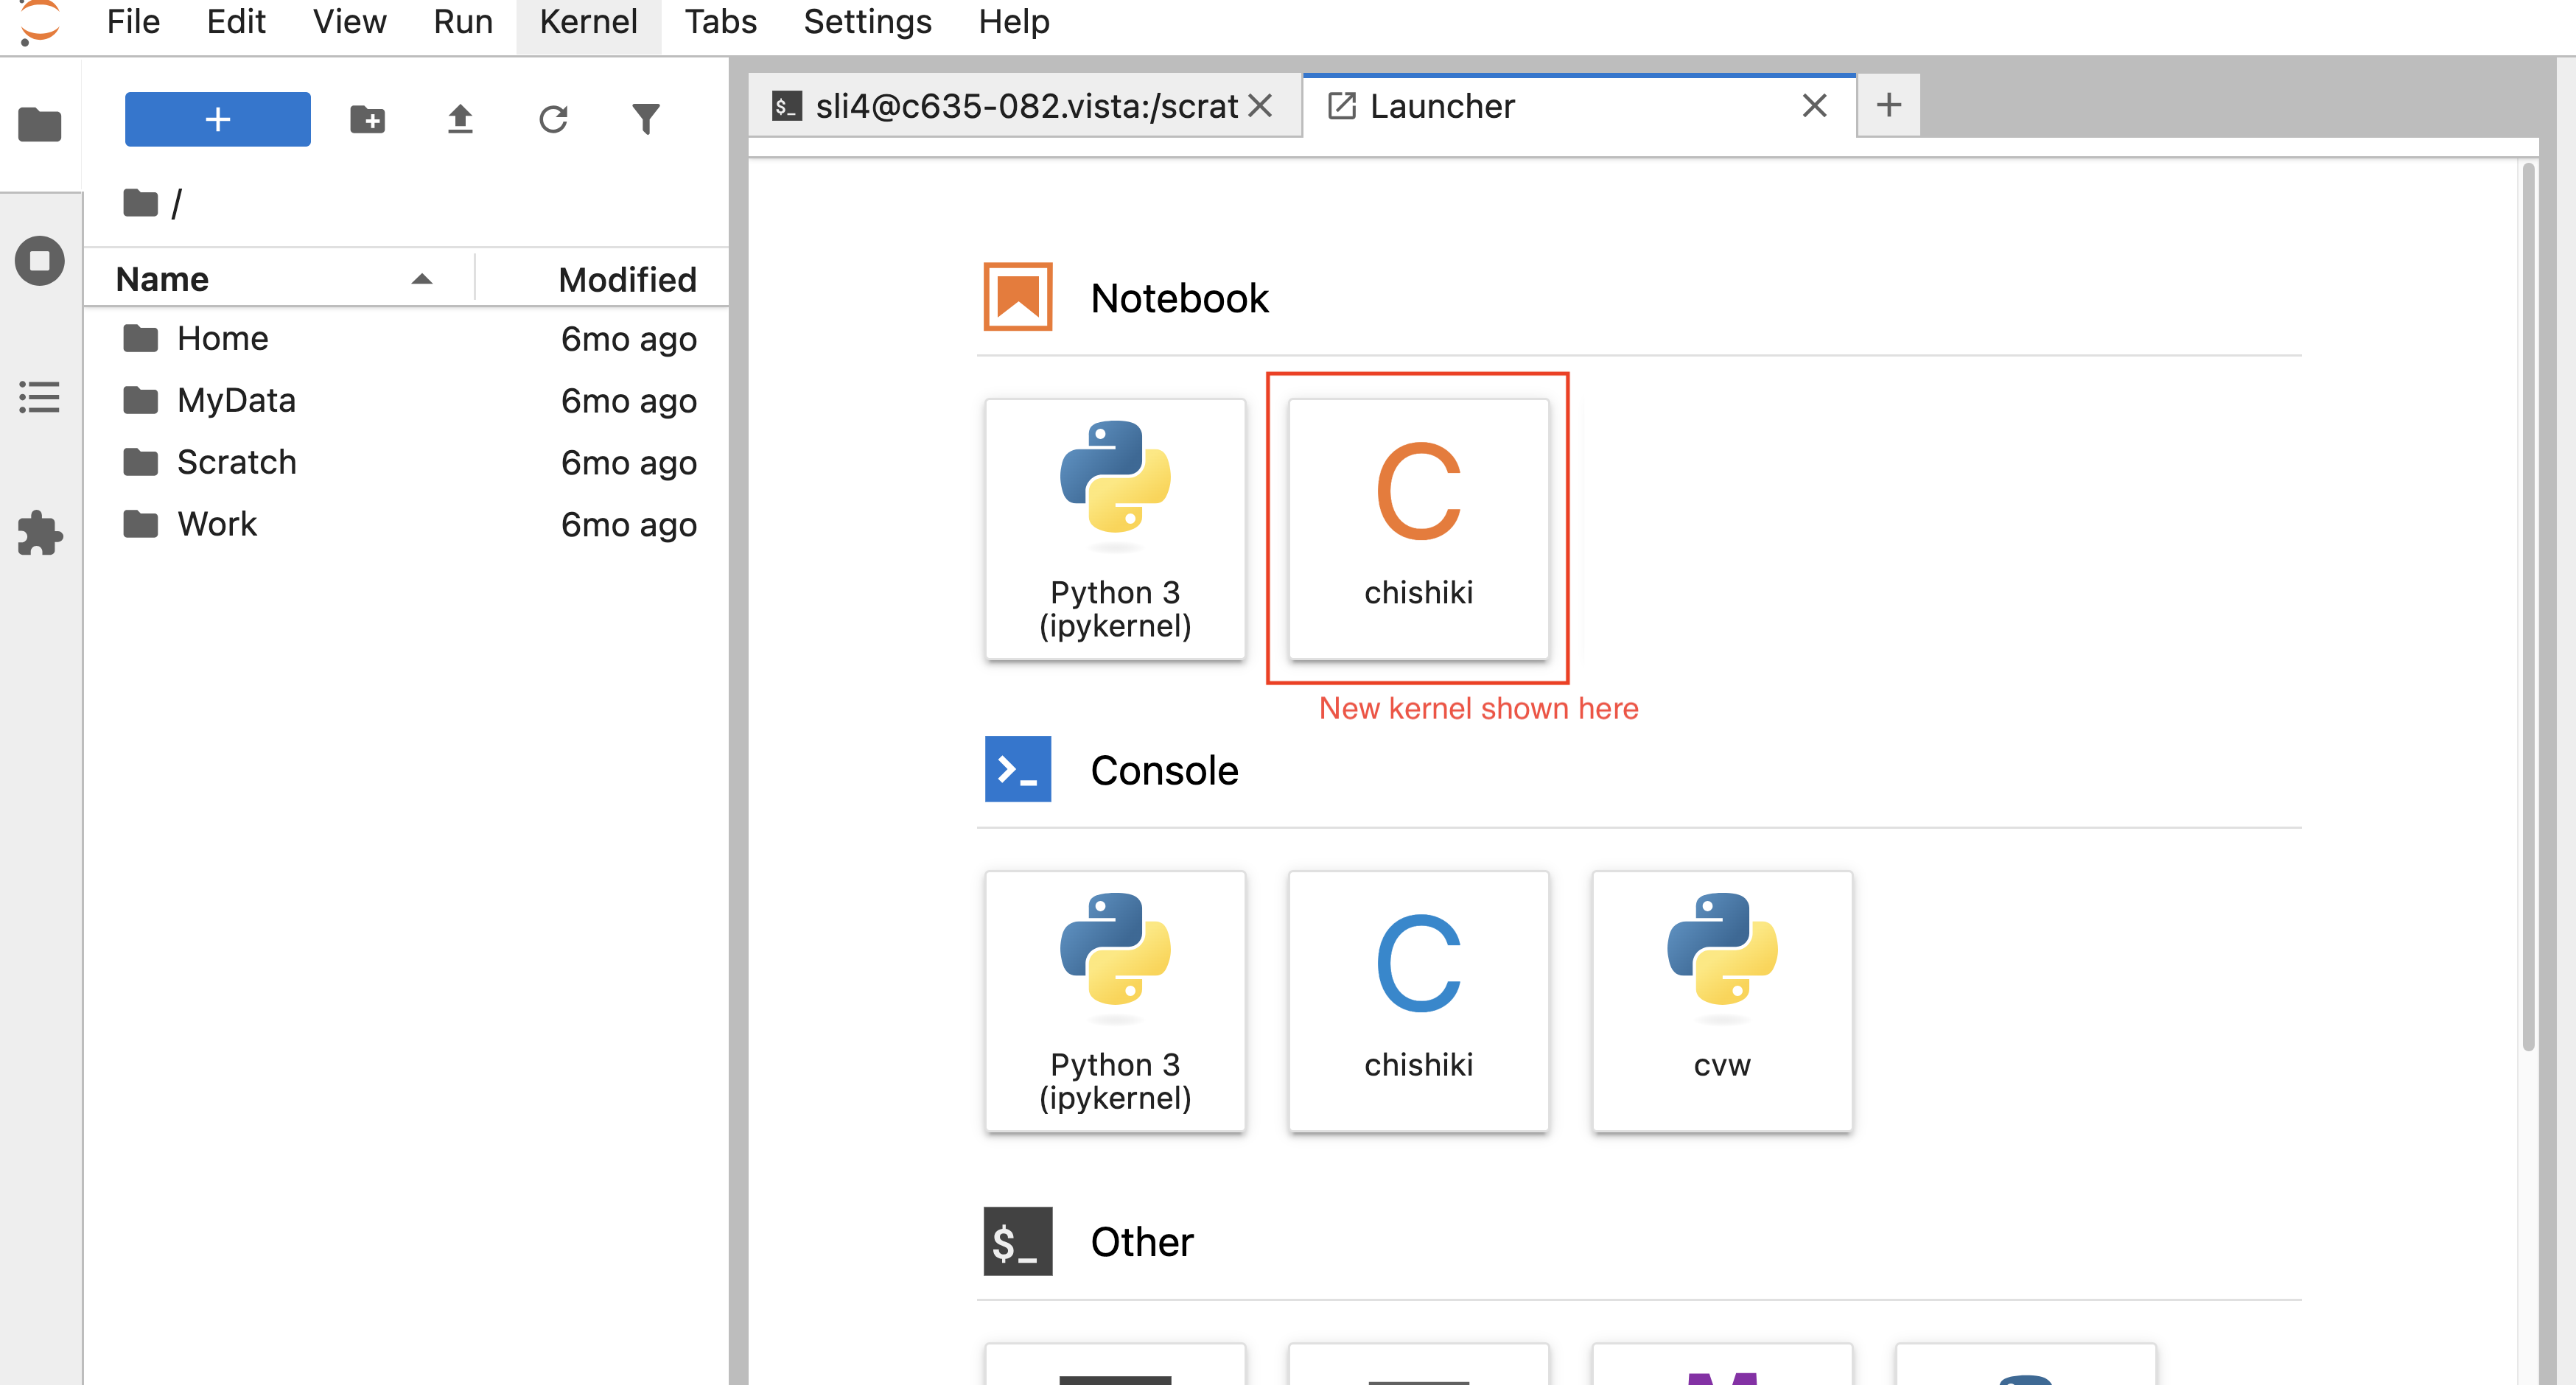 File Edit View Run Kernel Tabs Settings Help
sli4@c635-082.vista:/scrat
Launcher
/
Name Modified
Home 6mo ago
MyData 6mo ago
Scratch 6mo ago
Work 6mo ago
Notebook
Python 3
(ipykernel)
C
chishiki
New kernel shown here
Console
Python 3
(ipykernel)
C
chishiki
cvw
$_
Other